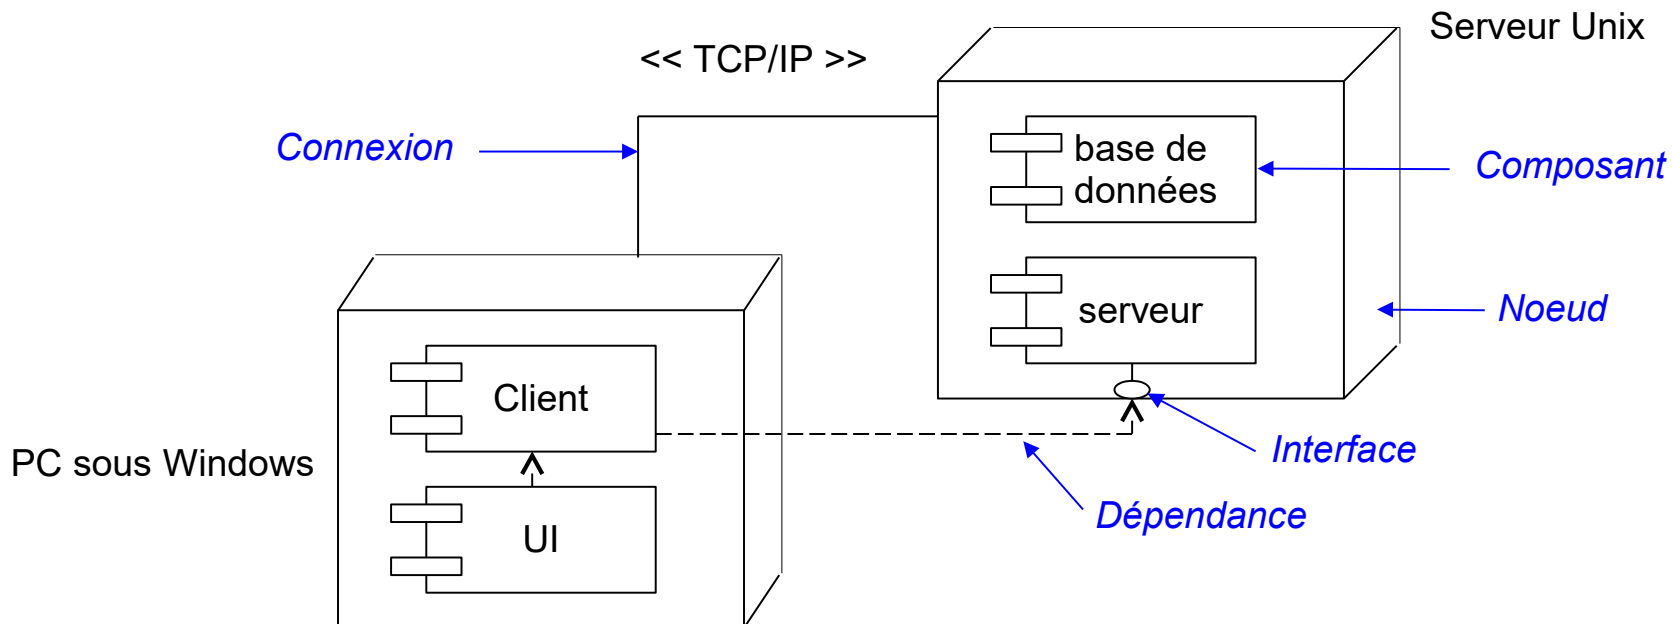 Serveur Unix
<< TCP/IP >>
Connexion
base de
données
Composant
serveur
Noeud
Client
Interface
PC sous Windows
Dépendance
UI